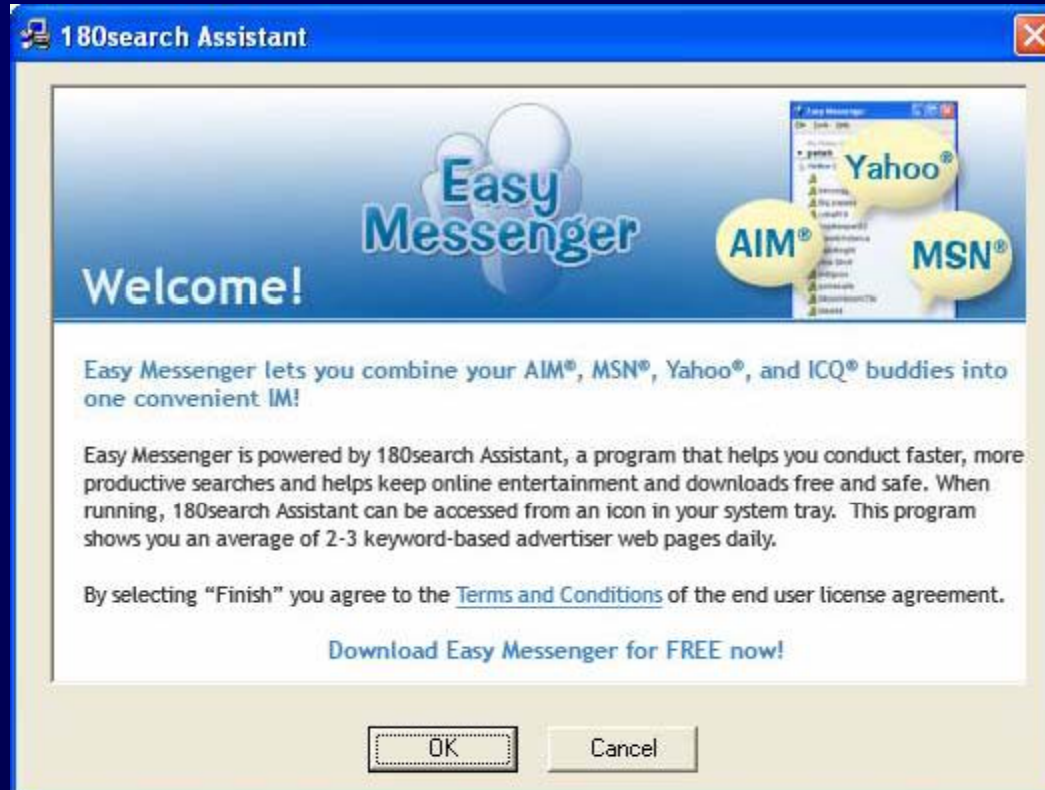 180search Assistant
Easy
Messenger
Yahoo®
AIM®
MSN®
Welcome!
Easy Messenger lets you combine your AIM®, MSN®, Yahoo®, and ICQ® buddies into
one convenient IM!
Easy Messenger is powered by 180search Assistant, a program that helps you conduct faster, more
productive searches and helps keep online entertainment and downloads free and safe. When
running, 180search Assistant can be accessed from an icon in your system tray. This program
shows you an average of 2-3 keyword-based advertiser web pages daily.
By selecting “Finish” you agree to the Terms and Conditions of the end user license agreement.
Download Easy Messenger for FREE now!
OK
Cancel